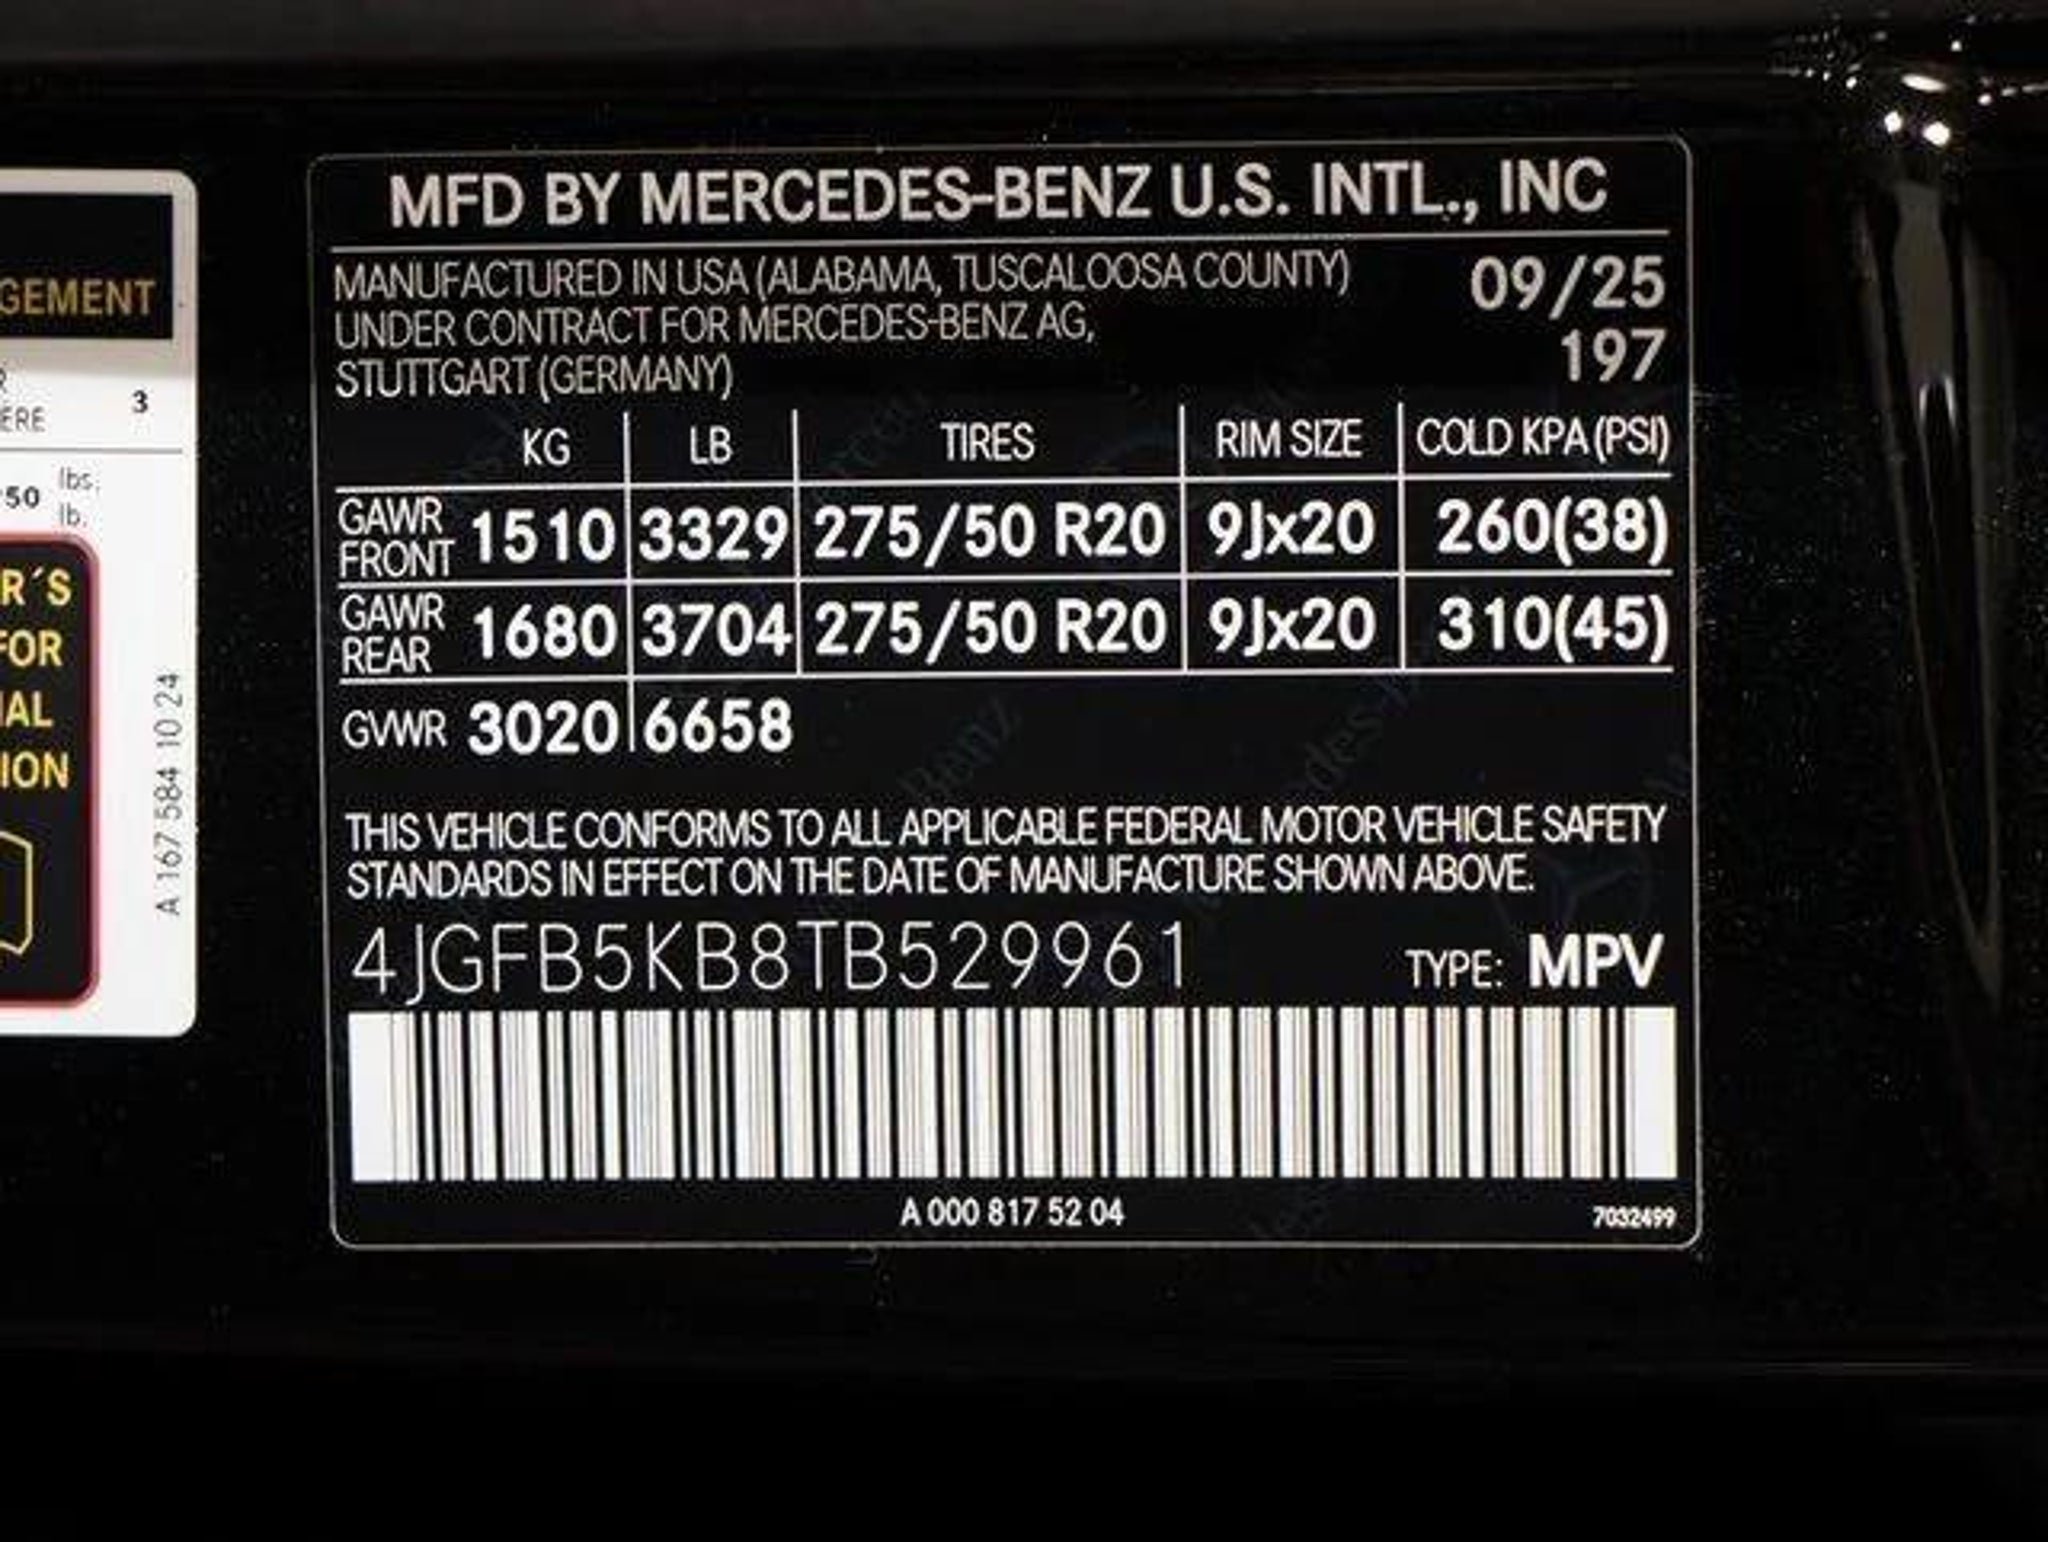 GEMENT
3
ERE
50 lbs.
lb.
R´S
FOR
IAL
ION
A 167 584 10 24
MFD BY MERCEDES-BENZ U.S. INTL., INC
MANUFACTURED IN USA (ALABAMA, TUSCALOOSA COUNTY)
UNDER CONTRACT FOR MERCEDES-BENZ AG,
STUTTGART (GERMANY)
09/25
197
KG LB TIRES RIM SIZE COLD KPA (PSI)
GAWR FRONT 1510 3329 275/50 R20 9Jx20 260(38)
GAWR REAR 1680 3704 275/50 R20 9Jx20 310(45)
GVWR 3020 6658
THIS VEHICLE CONFORMS TO ALL APPLICABLE FEDERAL MOTOR VEHICLE SAFETY
STANDARDS IN EFFECT ON THE DATE OF MANUFACTURE SHOWN ABOVE.
4JGFB5KB8TB529961 TYPE: MPV
A 000 817 52 04 7032499